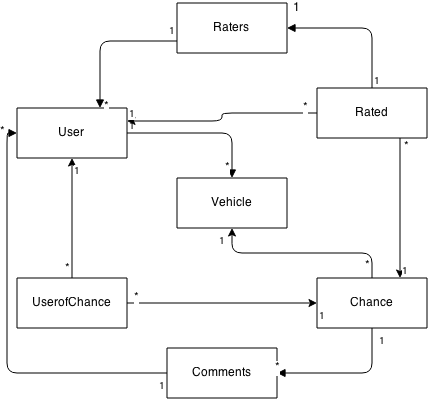 1
Raters
1
1
* 1 * Rated
User 1 *
*
*
1 Vehicle
1
* * 1
UserofChance * 1 Chance
1
Comments *
1